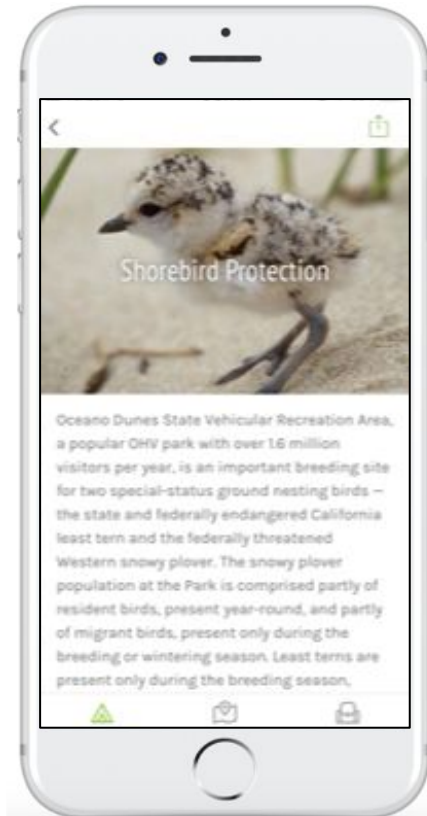 Shorebird Protection
Oceano Dunes State Vehicular Recreation Area,
a popular OHV park with over 1.6 million
visitors per year, is an important breeding site
for two special-status ground nesting birds —
the state and federally endangered California
least tern and the federally threatened
Western snowy plover. The snowy plover
population at the Park is comprised partly of
resident birds, present year-round, and partly
of migrant birds, present only during the
breeding or wintering season. Least terns are
present only during the breeding season,